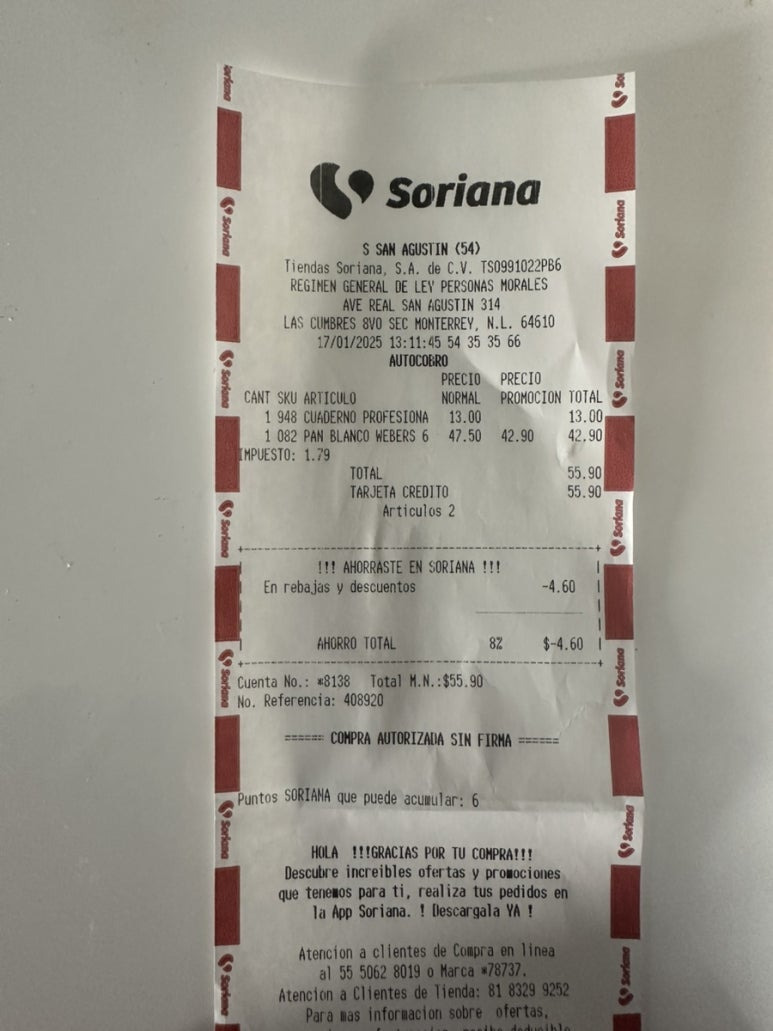 Soriana
S SAN AGUSTIN (54)
Tiendas Soriana, S.A. de C.V. TSO991022PB6
REGIMEN GENERAL DE LEY PERSONAS MORALES
AVE REAL SAN AGUSTIN 314
LAS CUMBRES 8VO SEC MONTERREY, N.L. 64610
17/01/2025 13:11:45 54 35 35 66
AUTOCOBRO
PRECIO PRECIO
CANT SKU ARTICULO NORMAL PROMOCION TOTAL
1 948 CUADERNO PROFESIONA 13.00 13.00
1 082 PAN BLANCO WEBERS 6 47.50 42.90 42.90
IMPUESTO: 1.79
TOTAL 55.90
TARJETA CREDITO 55.90
Articulos 2
!!! AHORRASTE EN SORIANA !!!
En rebajas y descuentos -4.60
AHORRO TOTAL 8% $-4.60
Cuenta No.: *8138 Total M.N.:$55.90
No. Referencia: 408920
====== COMPRA AUTORIZADA SIN FIRMA ======
Puntos SORIANA que puede acumular: 6
HOLA !!!GRACIAS POR TU COMPRA!!!
Descubre increibles ofertas y promociones
que tenemos para ti, realiza tus pedidos en
la App Soriana. ! Descargala YA !
Atencion a clientes de Compra en linea
al 55 5062 8019 o Marca *78737.
Atencion a Clientes de Tienda: 81 8329 9252
Para mas informacion sobre ofertas,